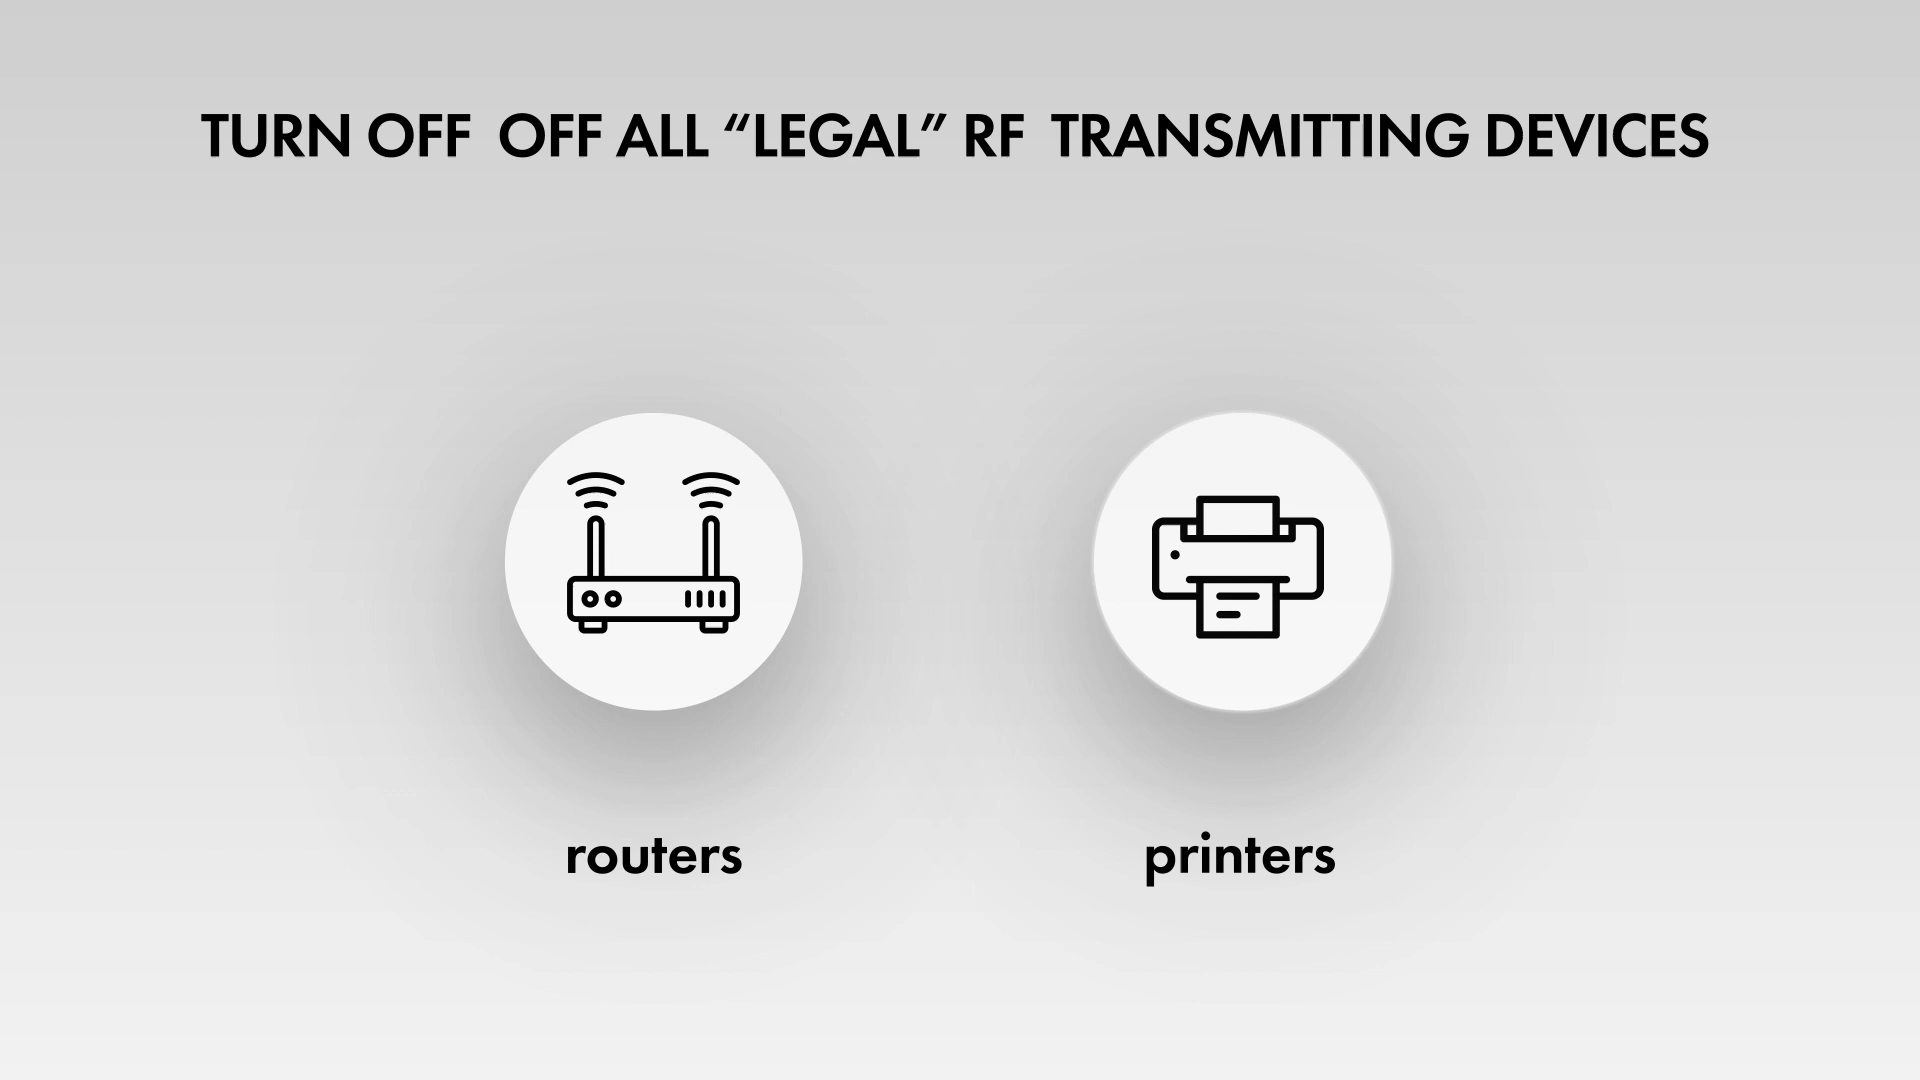 TURN OFF  OFF ALL “LEGAL” RF  TRANSMITTING DEVICES
routers
printers